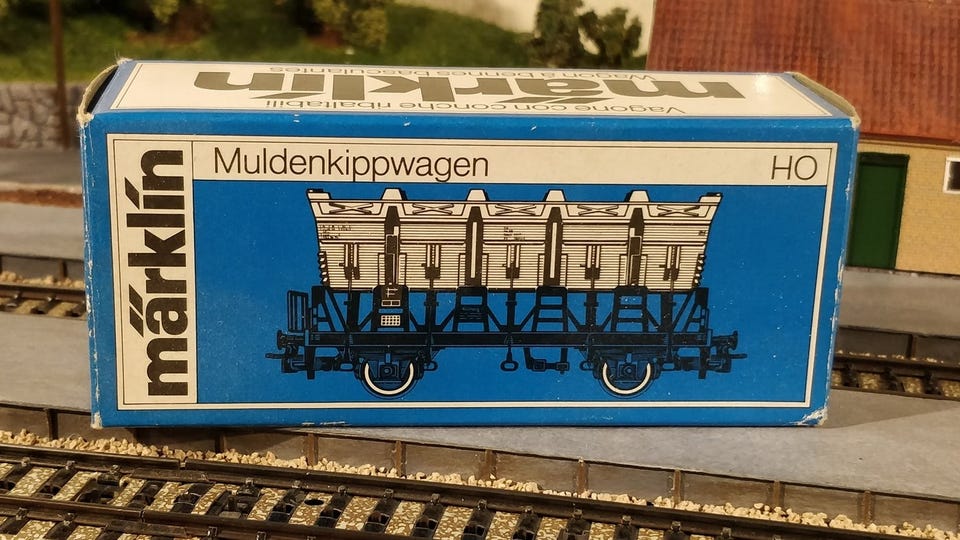 märklin
Vagone con conche ribaltabili
Wagon à bennes basculantes
märklin
Muldenkippwagen
HO